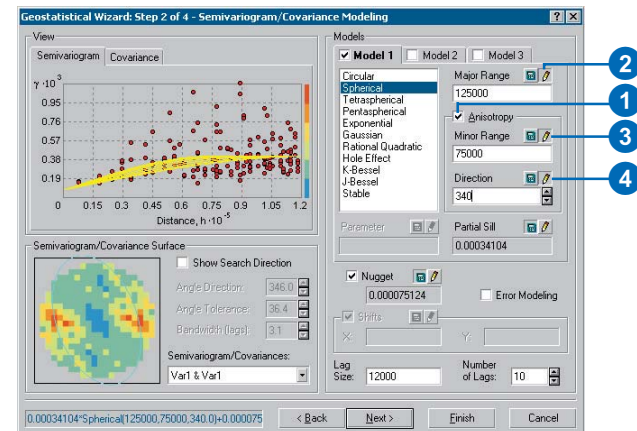 Geostatistical Wizard: Step 2 of 4 - Semivariogram/Covariance Modeling
View
Semivariogram Covariance
γ·10³
0.95
0.76
0.57
0.38
0.19
0 0.15 0.3 0.45 0.6 0.75 0.9 1.05 1.2
Distance, h·10⁻⁵
Semivariogram/Covariance Surface
Show Search Direction
Angle Direction: 346.0
Angle Tolerance: 36.4
Bandwidth (lags): 3.1
Semivariogram/Covariances:
Var1 & Var1
Models
Model 1 Model 2 Model 3
Circular
Spherical
Tetraspherical
Pentaspherical
Exponential
Gaussian
Rational Quadratic
Hole Effect
K-Bessel
J-Bessel
Stable
Major Range
125000
Anisotropy
Minor Range
75000
Direction
340
Parameter
Partial Sill
0.00034104
Nugget
0.000075124
Error Modeling
Shifts
X: Y:
Lag Size: 12000
Number of Lags: 10
0.00034104*Spherical(125000,75000,340.0)+0.000075
< Back Next > Finish Cancel
2
1
3
4